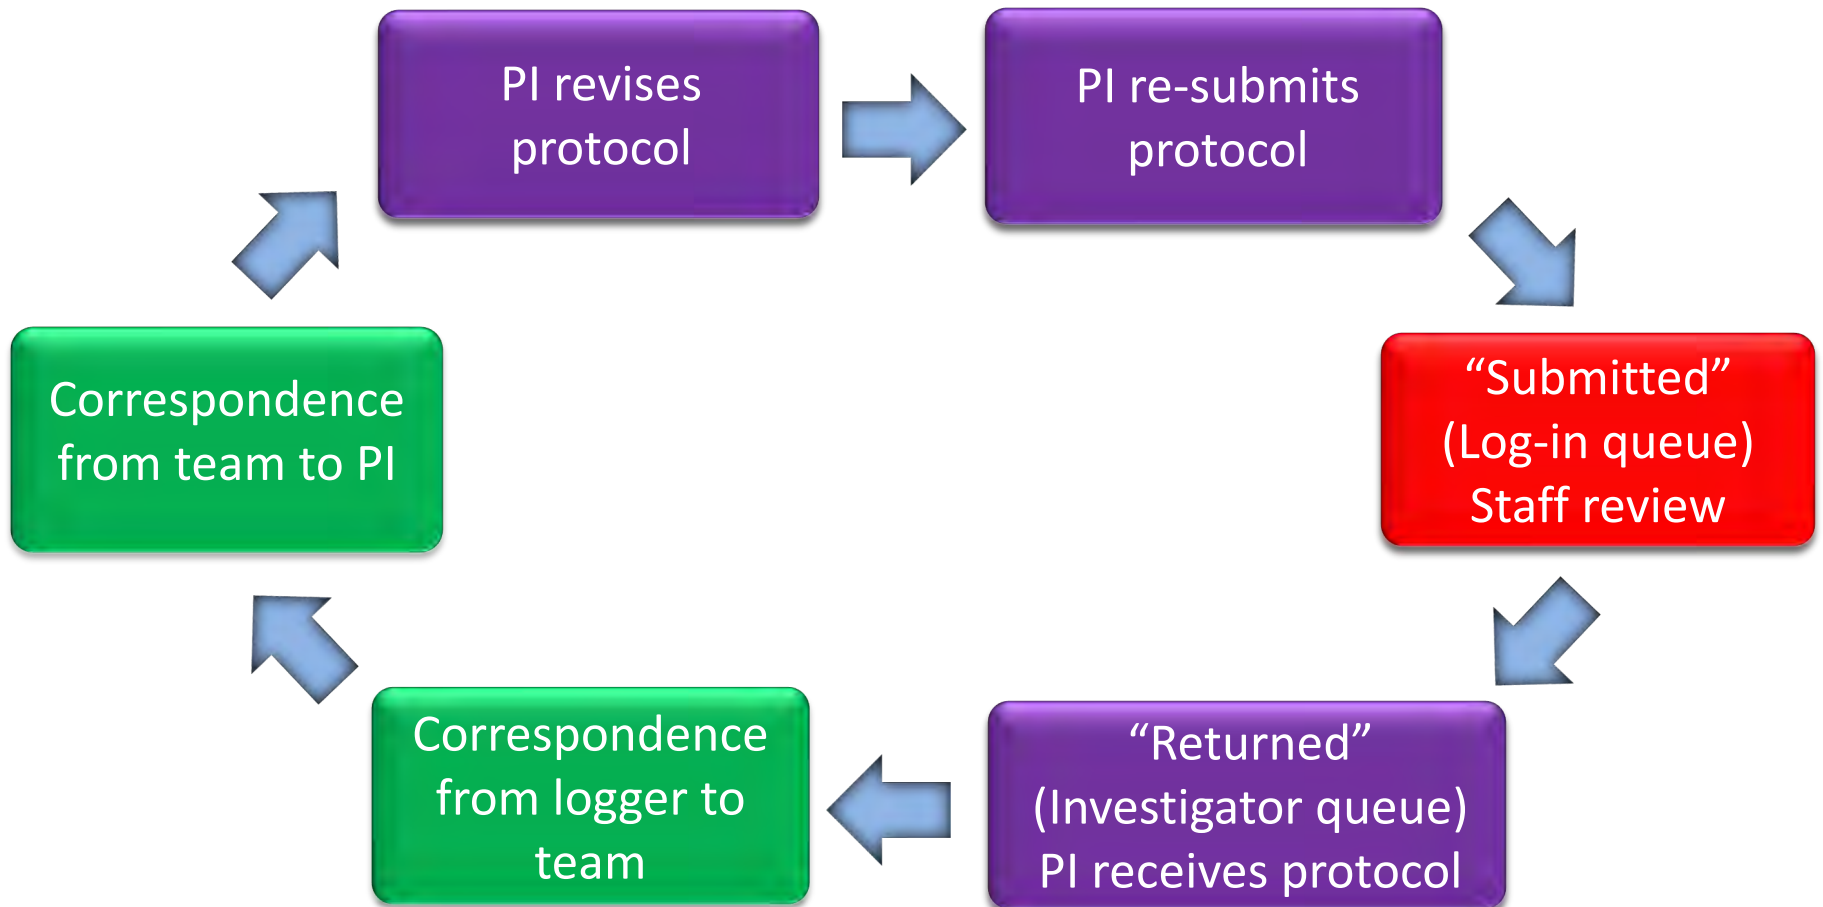 PI revises
protocol
PI re-submits
protocol
“Submitted”
(Log-in queue)
Staff review
“Returned”
(Investigator queue)
PI receives protocol
Correspondence
from logger to
team
Correspondence
from team to PI